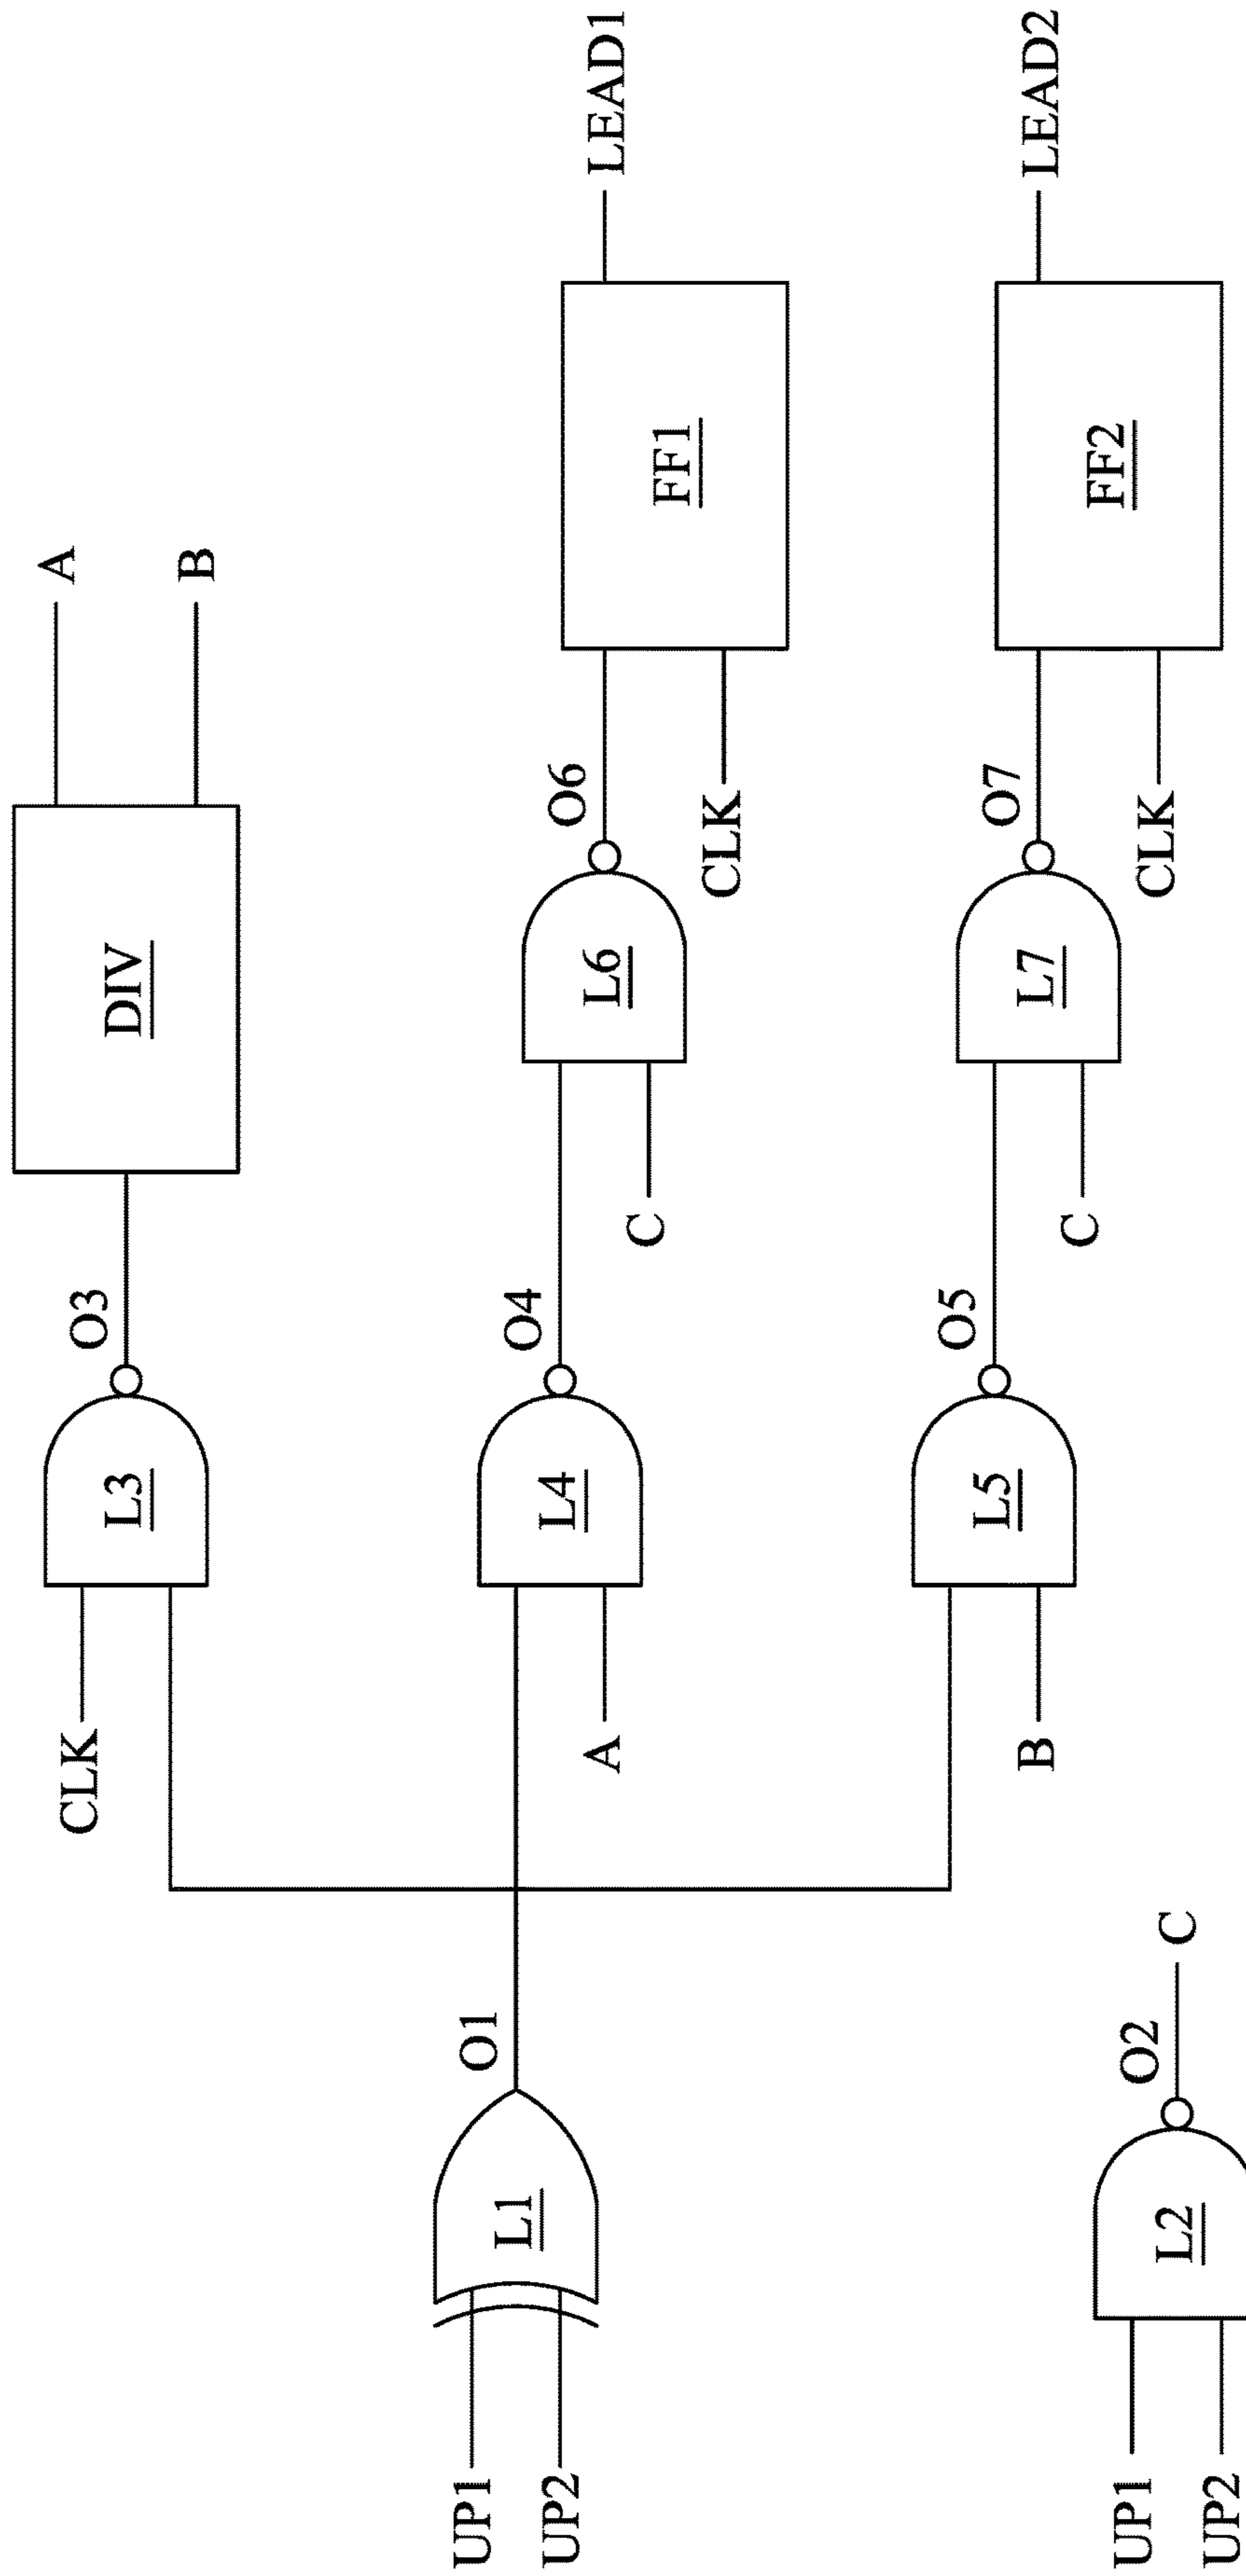 A
B
DIV
O3
L3
CLK
LEAD1
FF1
O6
CLK
L6
C
O4
L4
A
O1
L1
UP1
UP2
LEAD2
FF2
O7
CLK
L7
C
O5
L5
B
C
O2
L2
UP1
UP2